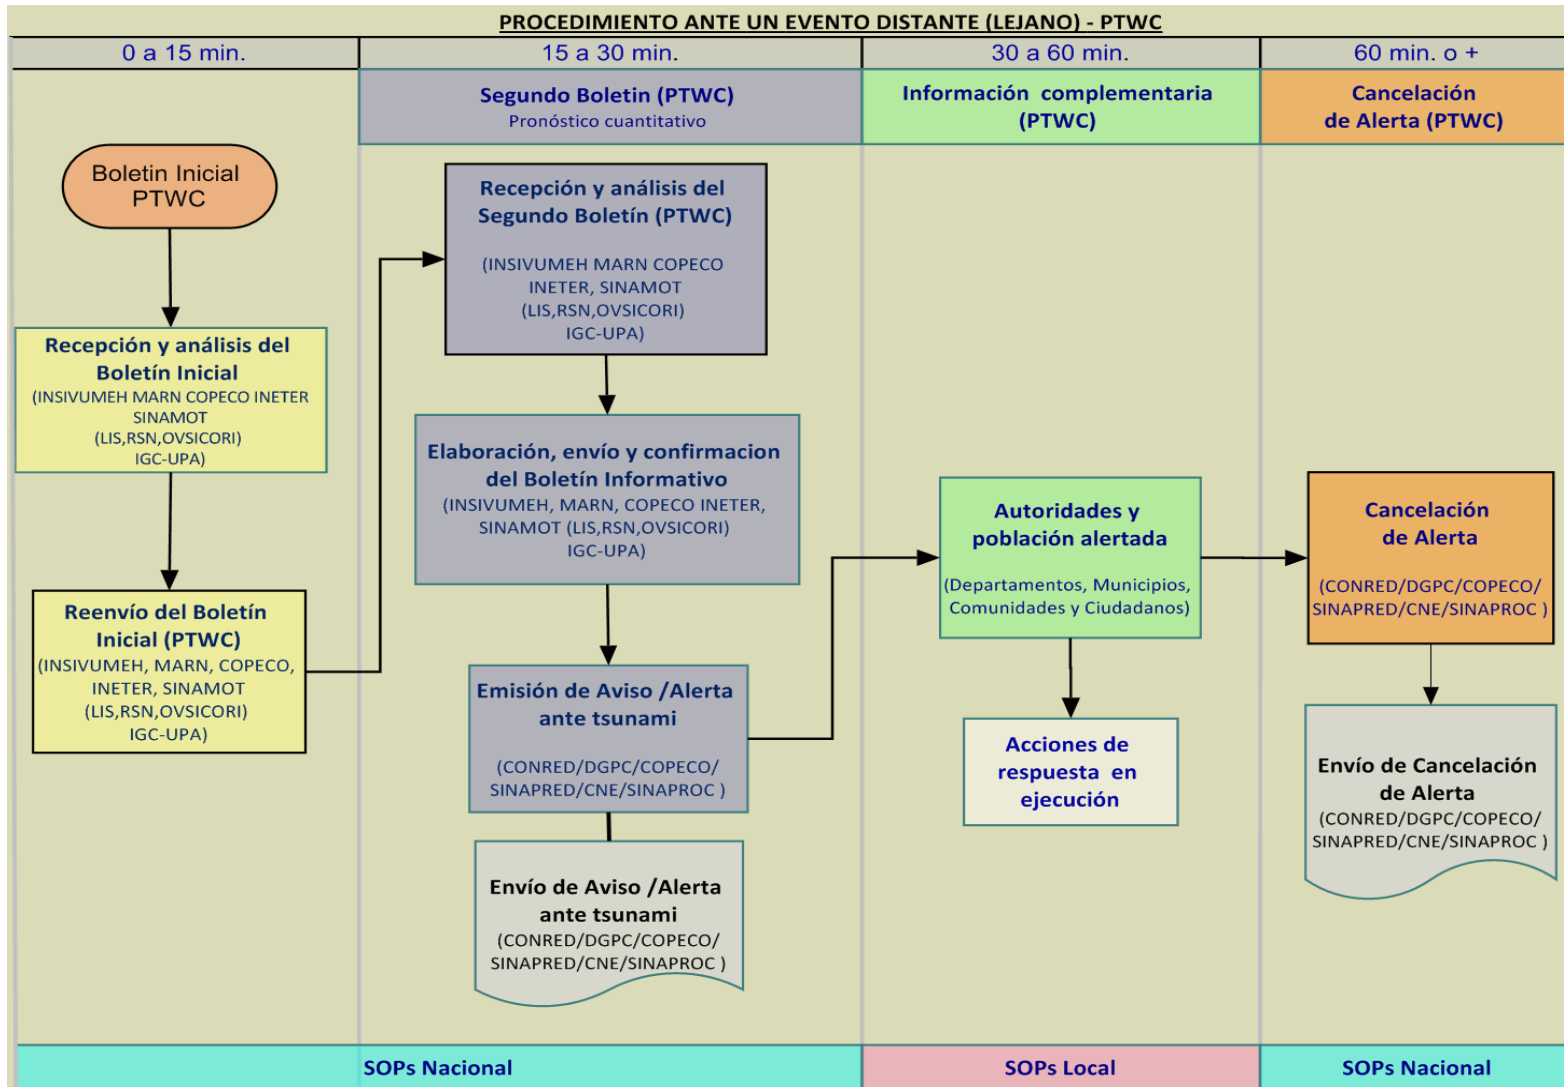 PROCEDIMIENTO ANTE UN EVENTO DISTANTE (LEJANO) - PTWC
0 a 15 min.
15 a 30 min.
30 a 60 min.
60 min. o +
Segundo Boletin (PTWC)
Pronóstico cuantitativo
Información complementaria
(PTWC)
Cancelación
de Alerta (PTWC)
Boletin Inicial
PTWC
Recepción y análisis del
Boletín Inicial
(INSIVUMEH MARN COPECO INETER
SINAMOT
(LIS,RSN,OVSICORI)
IGC-UPA)
Reenvío del Boletín
Inicial (PTWC)
(INSIVUMEH, MARN, COPECO,
INETER, SINAMOT
(LIS,RSN,OVSICORI)
IGC-UPA)
Recepción y análisis del
Segundo Boletín (PTWC)
(INSIVUMEH MARN COPECO
INETER, SINAMOT
(LIS,RSN,OVSICORI)
IGC-UPA)
Elaboración, envío y confirmacion
del Boletín Informativo
(INSIVUMEH, MARN, COPECO INETER,
SINAMOT (LIS,RSN,OVSICORI)
IGC-UPA)
Emisión de Aviso /Alerta
ante tsunami
(CONRED/DGPC/COPECO/
SINAPRED/CNE/SINAPROC )
Envío de Aviso /Alerta
ante tsunami
(CONRED/DGPC/COPECO/
SINAPRED/CNE/SINAPROC )
Autoridades y
población alertada
(Departamentos, Municipios,
Comunidades y Ciudadanos)
Acciones de
respuesta en
ejecución
Cancelación
de Alerta
(CONRED/DGPC/COPECO/
SINAPRED/CNE/SINAPROC )
Envío de Cancelación
de Alerta
(CONRED/DGPC/COPECO/
SINAPRED/CNE/SINAPROC )
SOPs Nacional
SOPs Local
SOPs Nacional